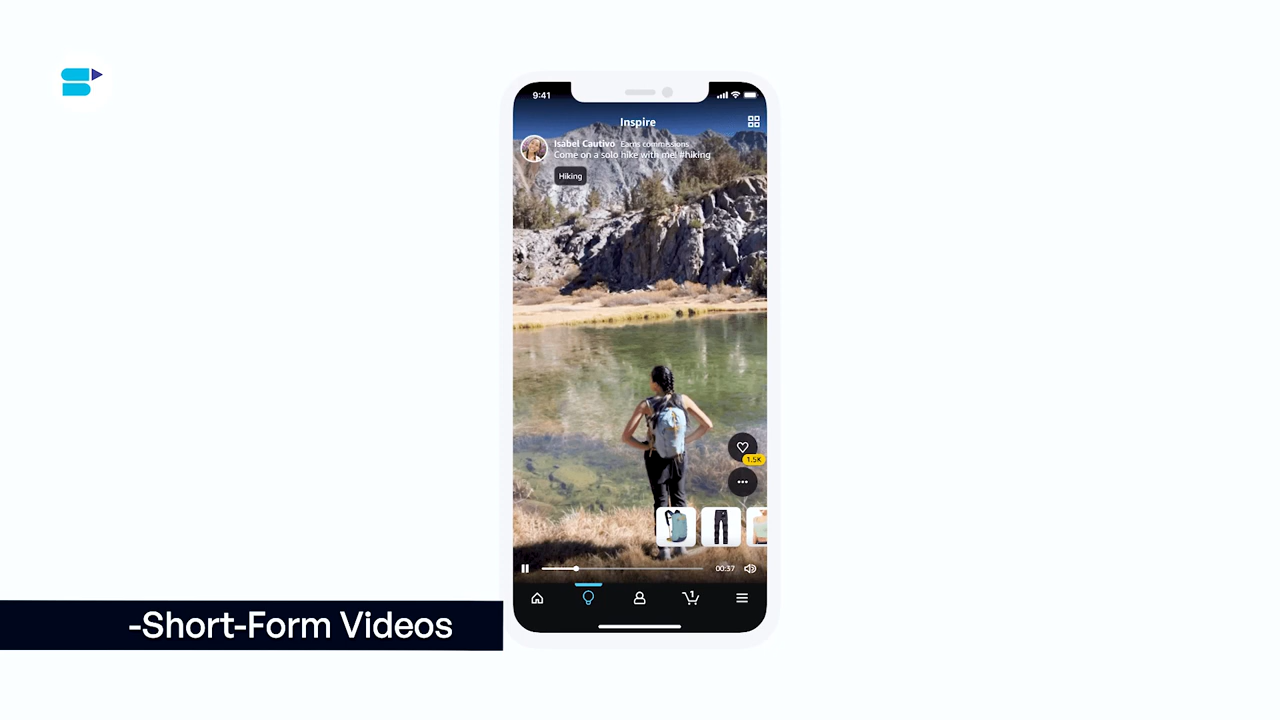 9:41
Inspire
Isabel Cautivo Earns commissions
Come on a solo hike with me! #hiking
Hiking
1.5K
00:37
1
-Short-Form Videos